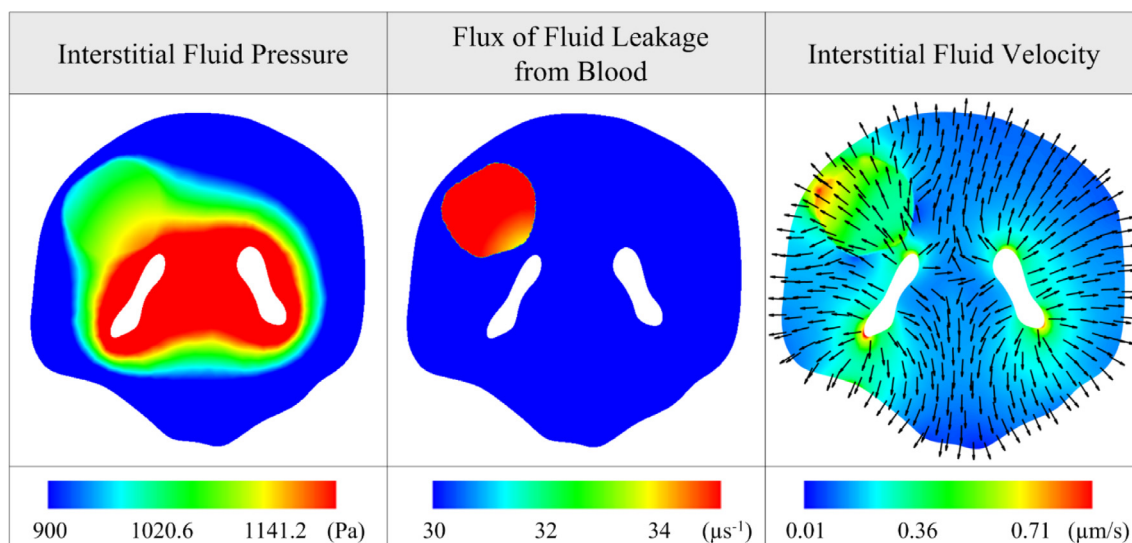 Interstitial Fluid Pressure
Flux of Fluid Leakage
from Blood
Interstitial Fluid Velocity
900 1020.6 1141.2 (Pa)
30 32 34 (μs⁻¹)
0.01 0.36 0.71 (μm/s)